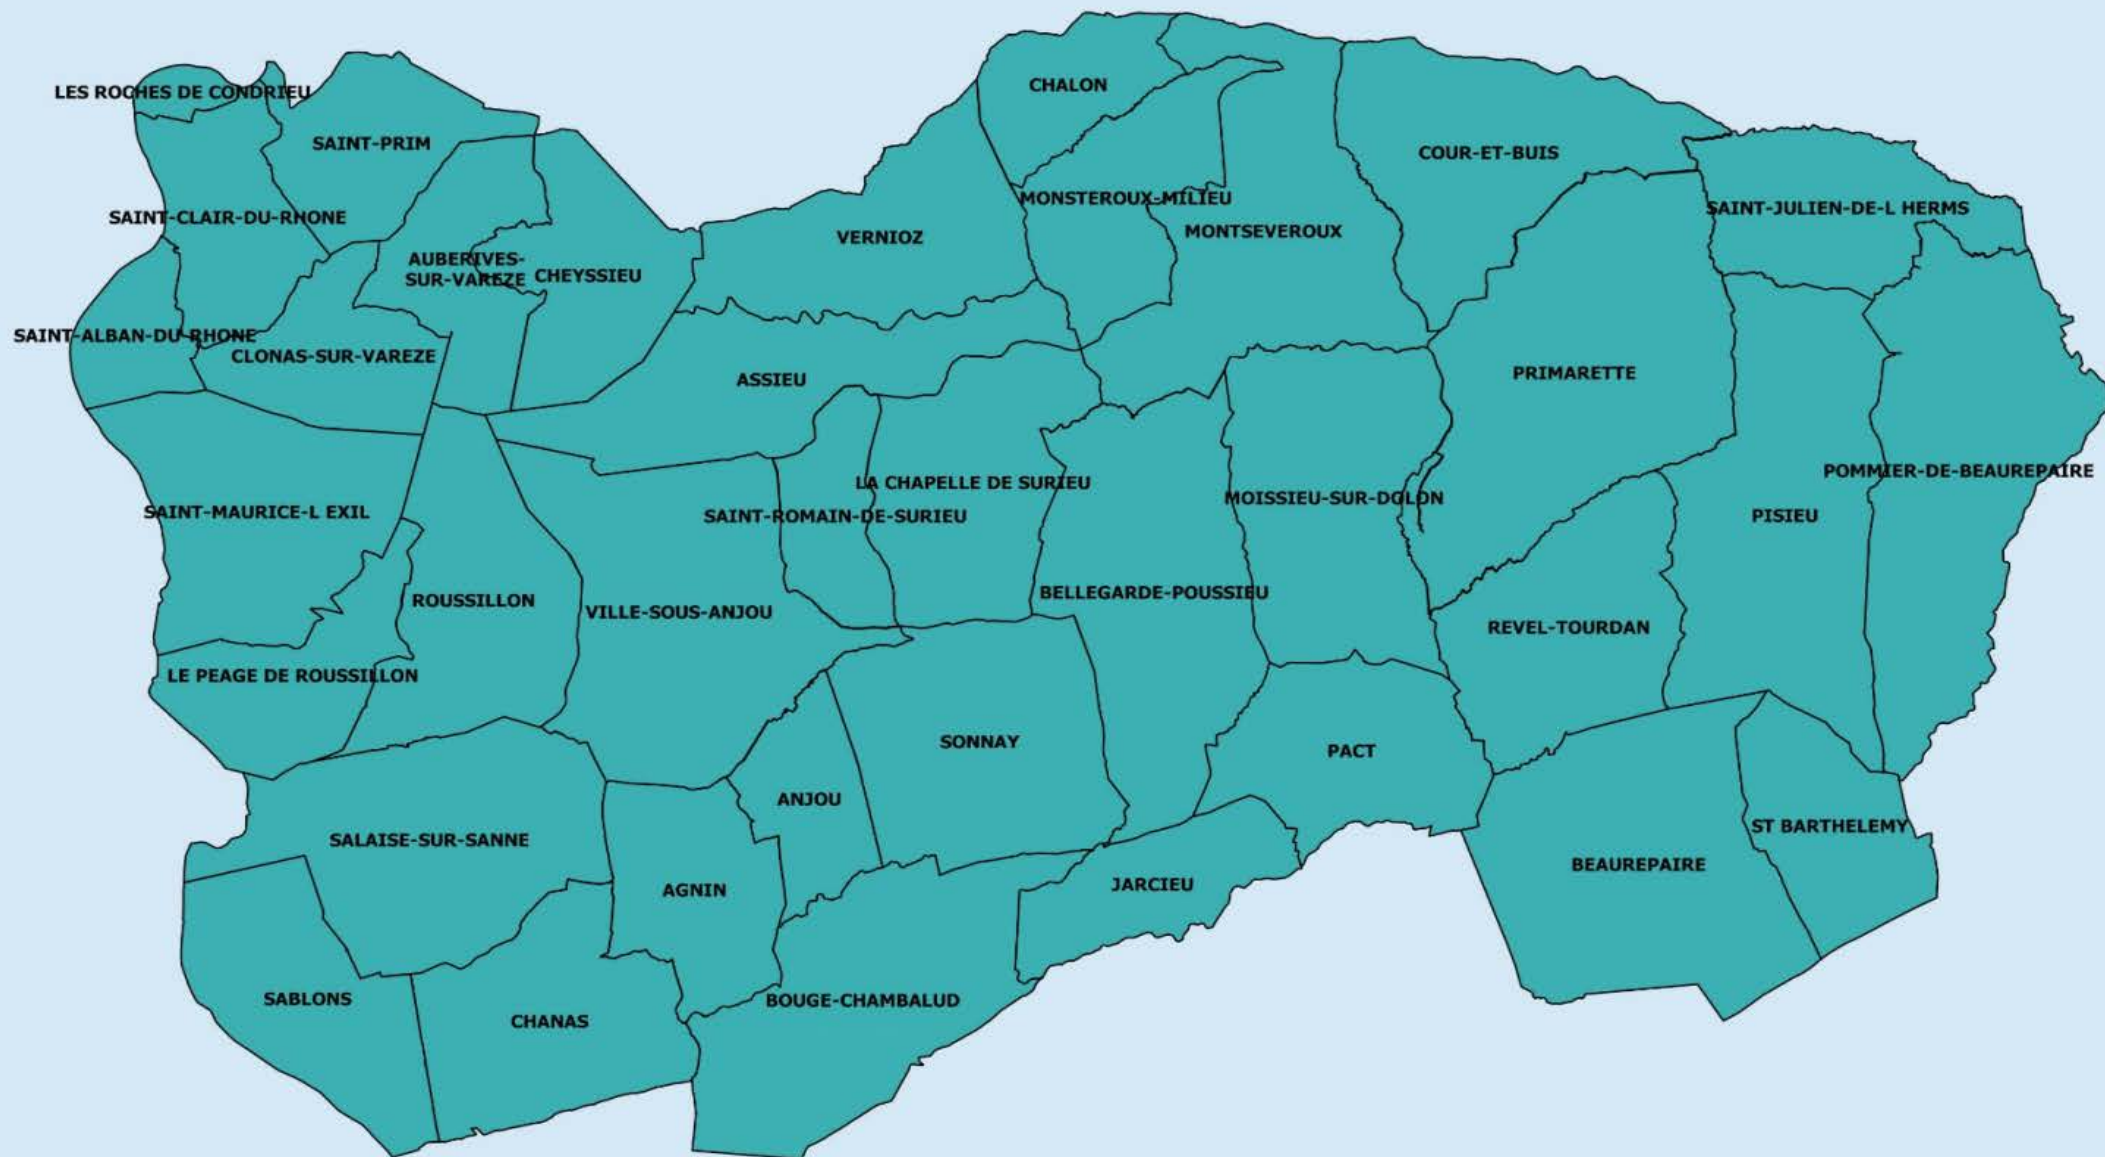 CHALON
LES ROCHES DE CONDRIEU
SAINT-PRIM
COUR-ET-BUIS
MONSTEROUX-MILIEU
SAINT-JULIEN-DE-L HERMS
SAINT-CLAIR-DU-RHONE
MONTSEVEROUX
VERNIOZ
AUBERIVES-
SUR-VAREZE
CHEYSSIEU
SAINT-ALBAN-DU-RHONE
CLONAS-SUR-VAREZE
PRIMARETTE
ASSIEU
POMMIER-DE-BEAUREPAIRE
LA CHAPELLE DE SURIEU
MOISSIEU-SUR-DOLON
SAINT-MAURICE-L EXIL
SAINT-ROMAIN-DE-SURIEU
PISIEU
BELLEGARDE-POUSSIEU
ROUSSILLON
VILLE-SOUS-ANJOU
REVEL-TOURDAN
LE PEAGE DE ROUSSILLON
SONNAY
PACT
ANJOU
ST BARTHELEMY
SALAISE-SUR-SANNE
BEAUREPAIRE
JARCIEU
AGNIN
SABLONS
BOUGE-CHAMBALUD
CHANAS